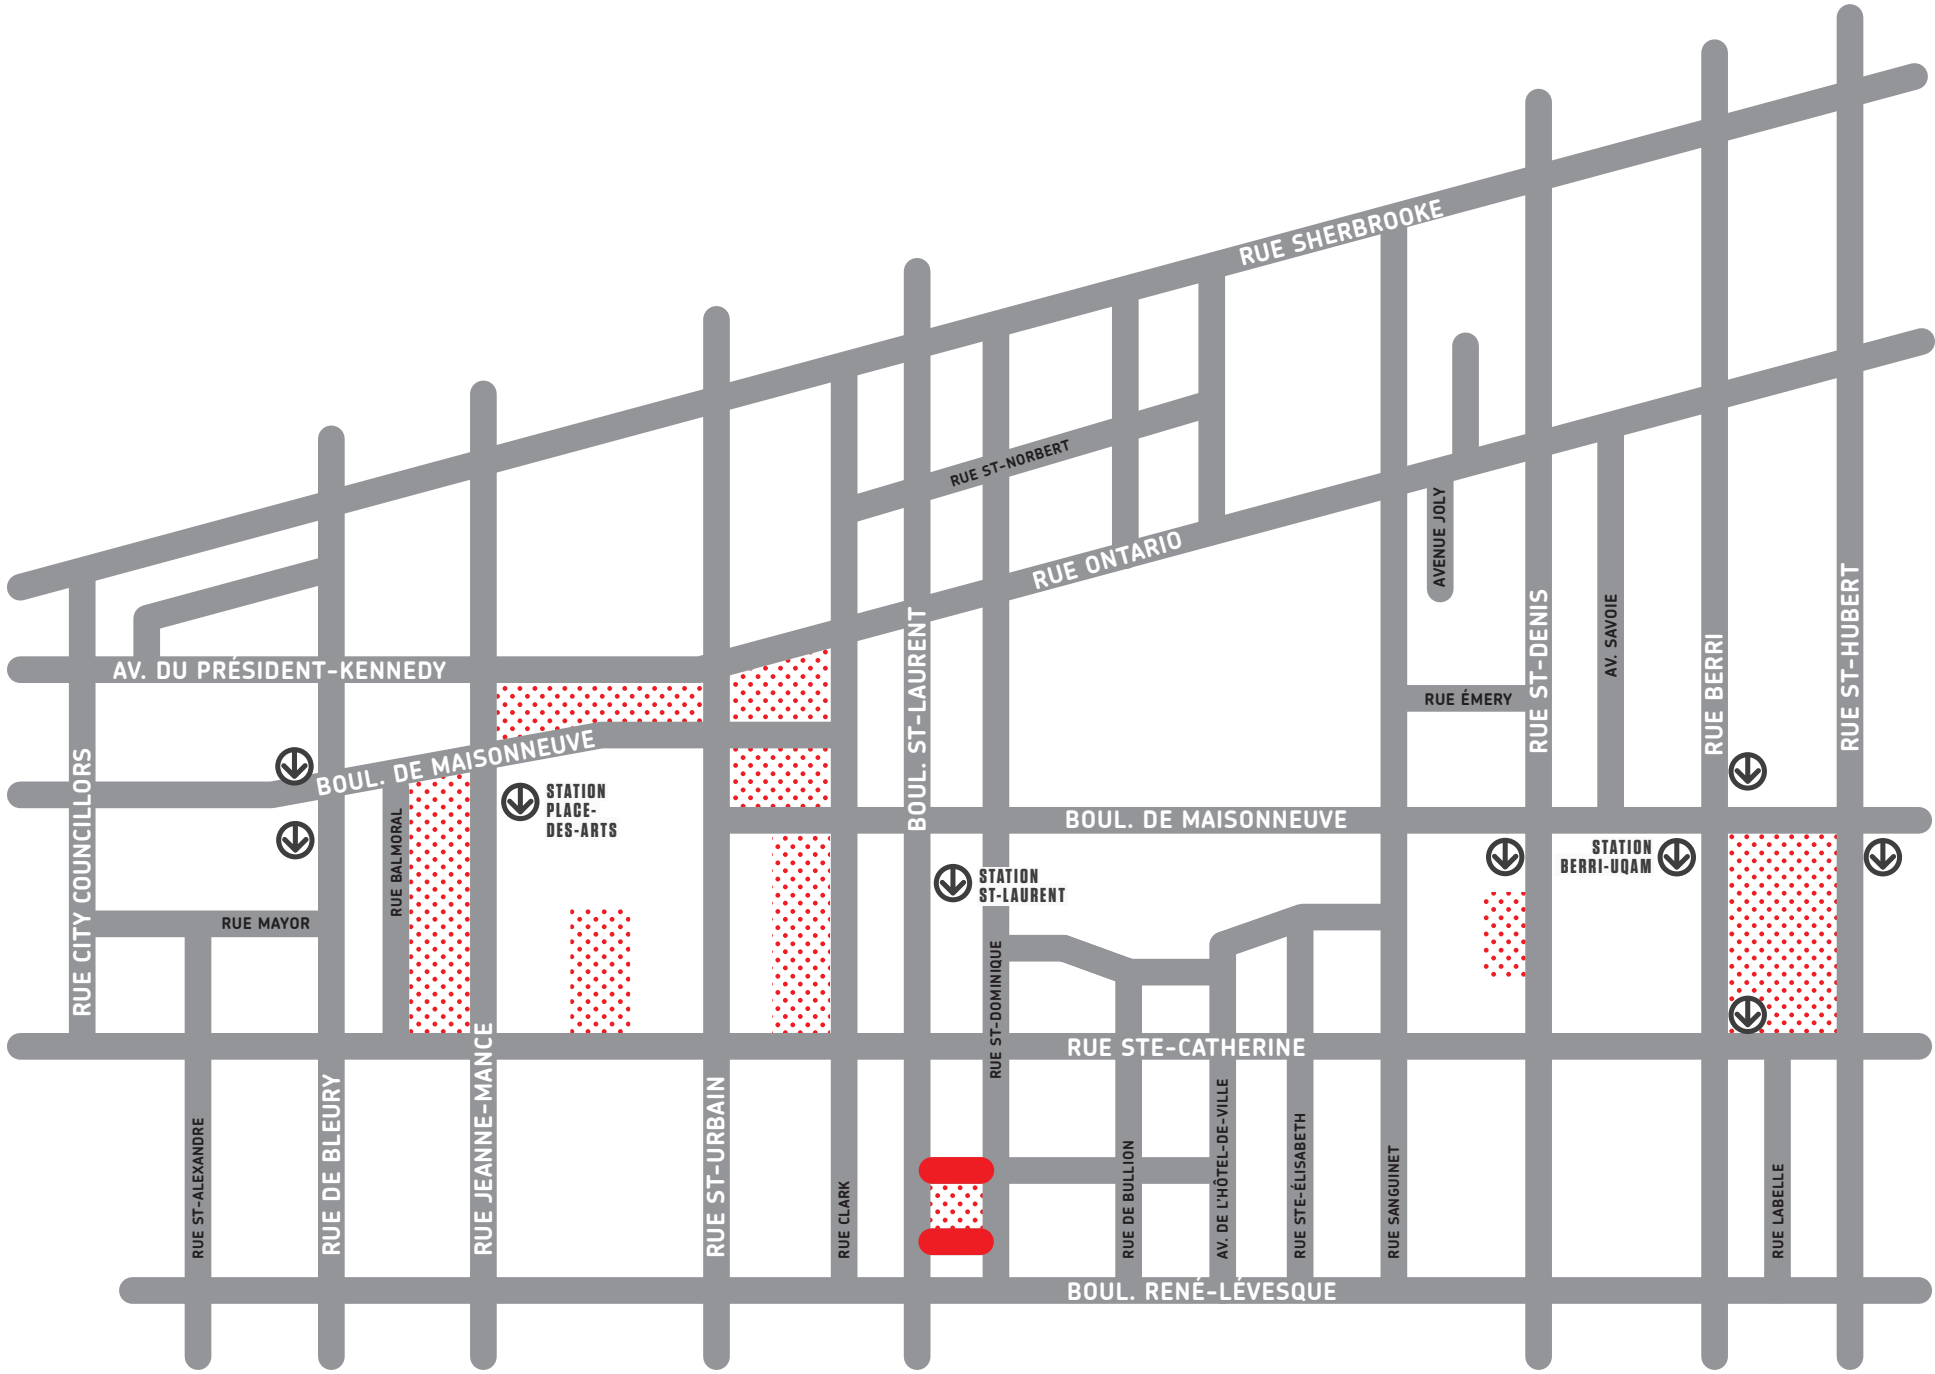 RUE SHERBROOKE
RUE ST-NORBERT
RUE ONTARIO
AVENUE JOLY
RUE ST-DENIS
AV. SAVOIE
RUE BERRI
RUE ST-HUBERT
AV. DU PRÉSIDENT-KENNEDY
BOUL. ST-LAURENT
RUE ÉMERY
BOUL. DE MAISONNEUVE
RUE CITY COUNCILLORS
STATION
PLACE-
DES-ARTS
RUE BALMORAL
BOUL. DE MAISONNEUVE
STATION
BERRI-UQAM
STATION
ST-LAURENT
RUE MAYOR
RUE ST-DOMINIQUE
RUE STE-CATHERINE
RUE ST-ALEXANDRE
RUE DE BLEURY
RUE JEANNE-MANCE
RUE ST-URBAIN
RUE CLARK
RUE DE BULLION
AV. DE L'HÔTEL-DE-VILLE
RUE STE-ÉLISABETH
RUE SANGUINET
RUE LABELLE
BOUL. RENÉ-LÉVESQUE